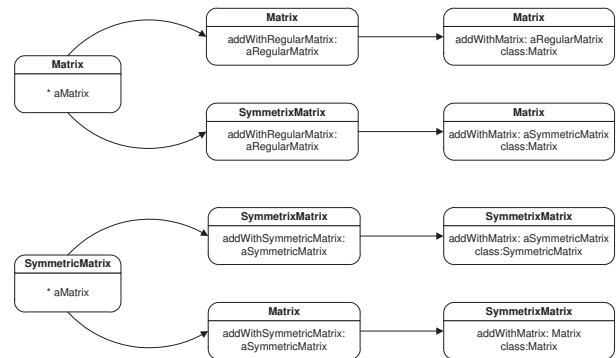 Matrix
addWithRegularMatrix:
aRegularMatrix
Matrix
addWithMatrix: aRegularMatrix
class:Matrix
Matrix
* aMatrix
SymmetrixMatrix
addWithRegularMatrix:
aRegularMatrix
Matrix
addWithMatrix: aSymmetricMatrix
class:Matrix
SymmetrixMatrix
addWithSymmetricMatrix:
aSymmetricMatrix
SymmetrixMatrix
addWithMatrix: aSymmetricMatrix
class:SymmetricMatrix
SymmetricMatrix
* aMatrix
Matrix
addWithSymmetricMatrix:
aSymmetricMatrix
SymmetrixMatrix
addWithMatrix: Matrix
class:Matrix